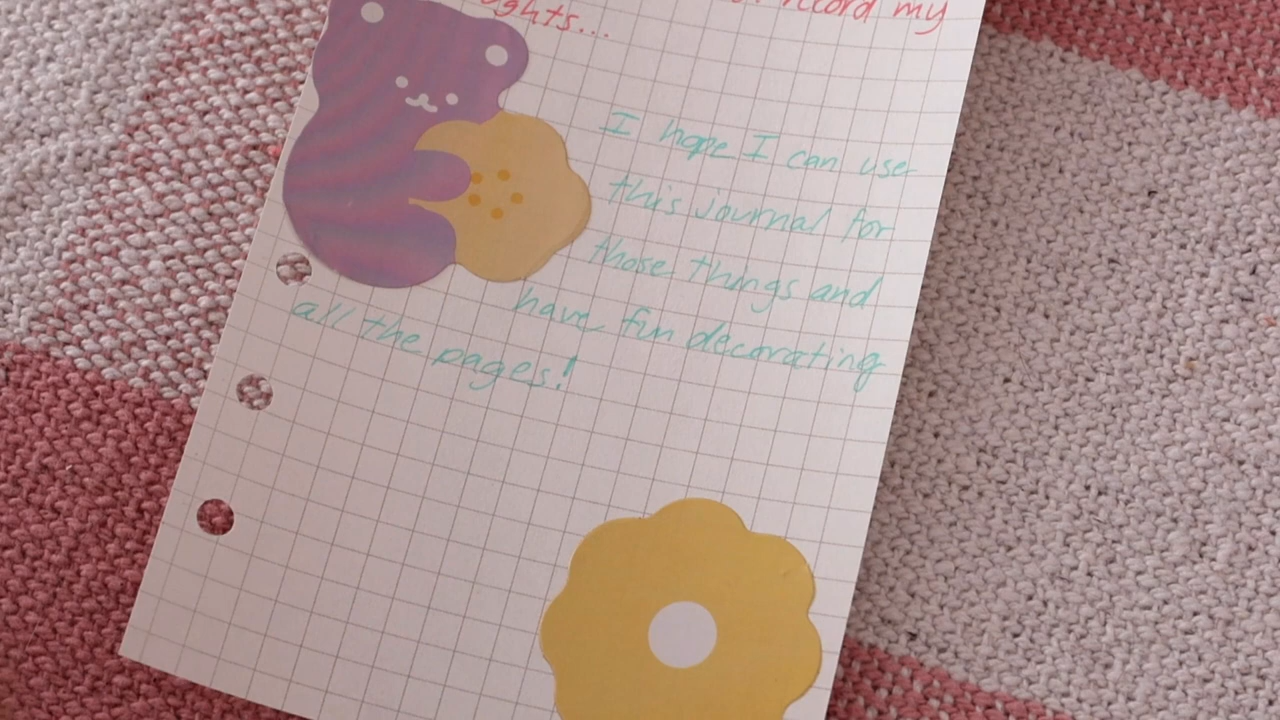 record my
I hope I can use
this journal for
those things and
have fun decorating
all the pages!